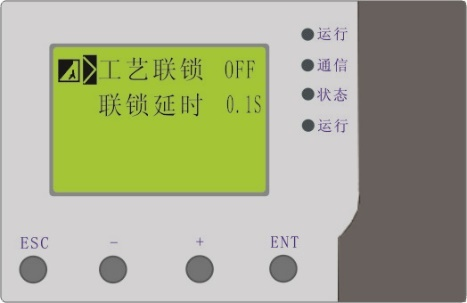 工艺联锁 OFF
联锁延时 0.1S
运行
通信
状态
运行
ESC - + ENT